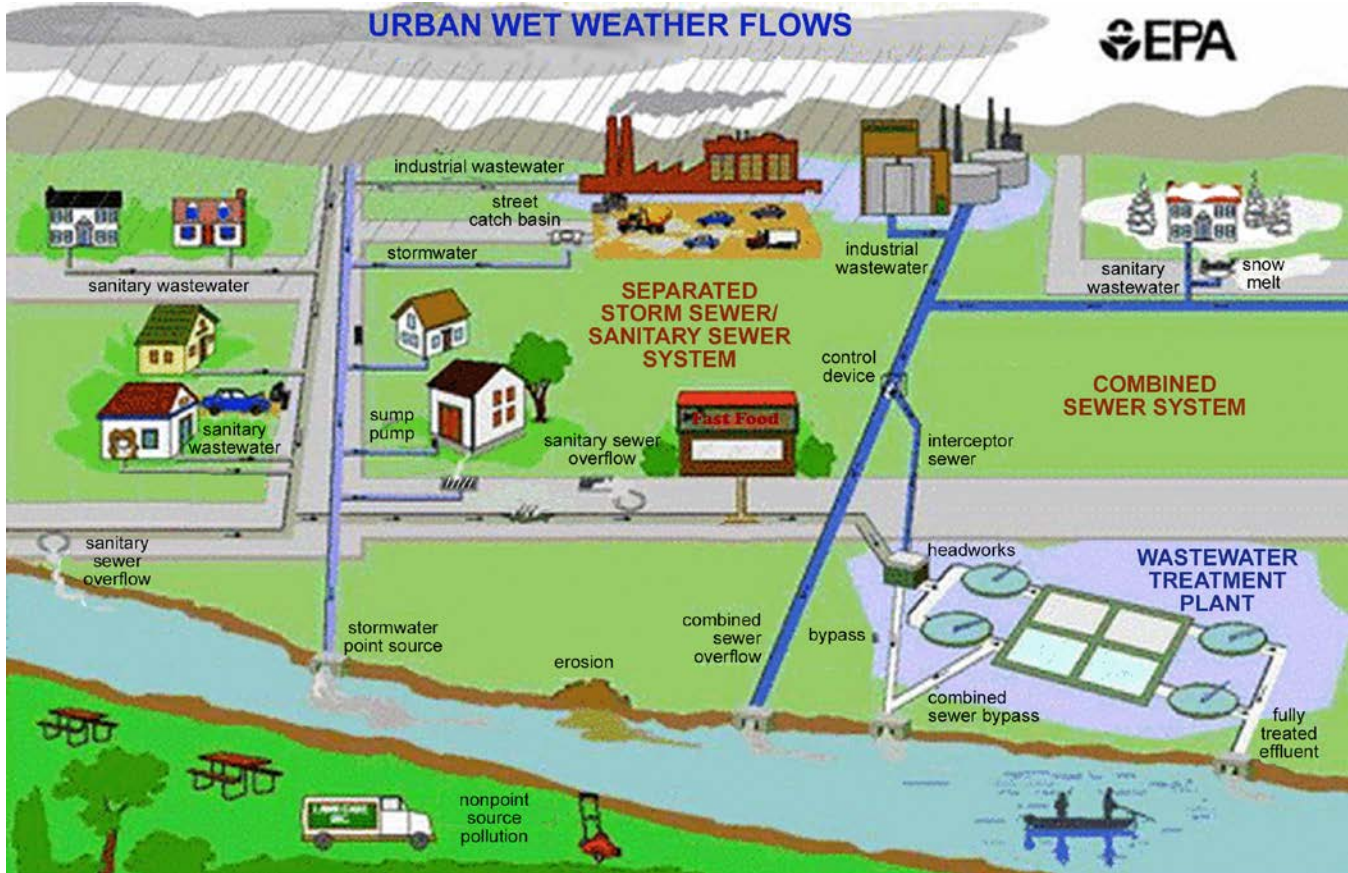 URBAN WET WEATHER FLOWS
EPA
industrial wastewater
street
catch basin
stormwater
industrial
wastewater
sanitary
wastewater
snow
melt
sanitary wastewater
SEPARATED
STORM SEWER/
SANITARY SEWER
SYSTEM
control
device
COMBINED
SEWER SYSTEM
sump
pump
Fast Food
sanitary
wastewater
sanitary sewer
overflow
interceptor
sewer
sanitary
sewer
overflow
headworks
WASTEWATER
TREATMENT
PLANT
stormwater
point source
erosion
combined
sewer
overflow
bypass
combined
sewer bypass
fully
treated
effluent
nonpoint
source
pollution